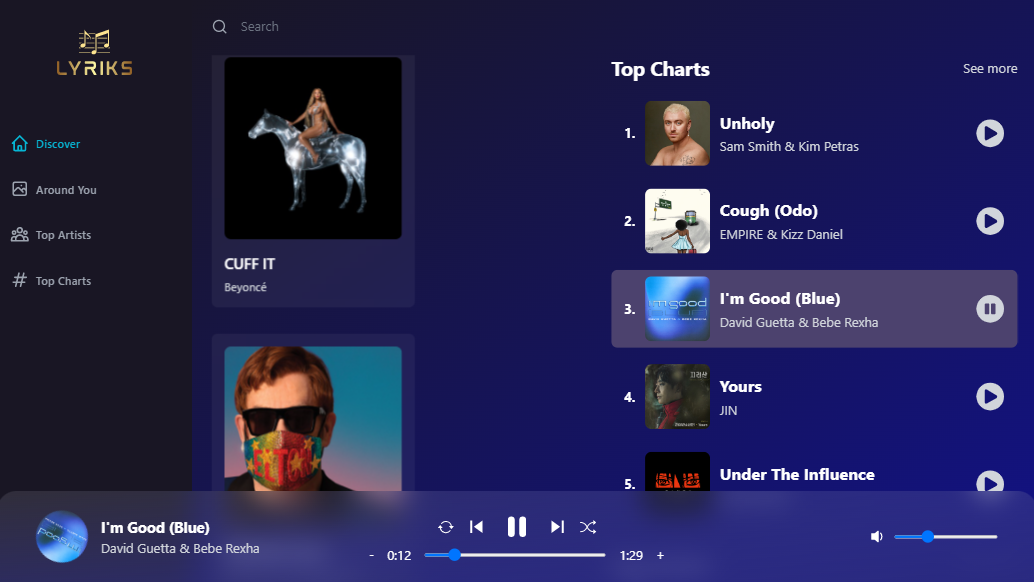 LYRIKS
Search
Discover
Around You
Top Artists
Top Charts
CUFF IT
Beyoncé
Top Charts
See more
1.
Unholy
Sam Smith & Kim Petras
2.
Cough (Odo)
EMPIRE & Kizz Daniel
3.
i'm good
I'm Good (Blue)
David Guetta & Bebe Rexha
4.
Yours
JIN
5.
Under The Influence
I'm Good (Blue)
David Guetta & Bebe Rexha
- 0:12
1:29 +